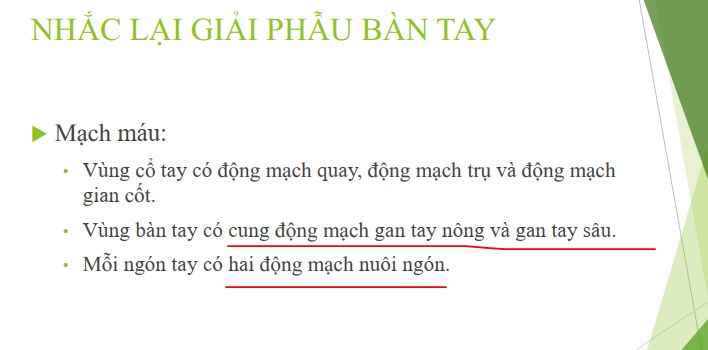 NHẮC LẠI GIẢI PHẪU BÀN TAY
Mạch máu:
Vùng cổ tay có động mạch quay, động mạch trụ và động mạch
gian cốt.
Vùng bàn tay có cung động mạch gan tay nông và gan tay sâu.
Mỗi ngón tay có hai động mạch nuôi ngón.